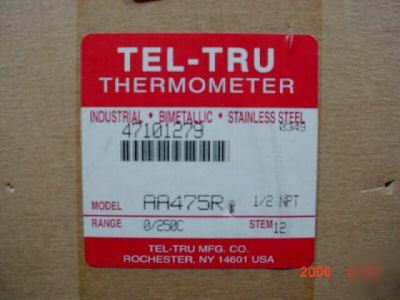 TEL-TRU
THERMOMETER
INDUSTRIAL • BIMETALLIC • STAINLESS STEEL
47101279 0349
MODEL AA475R 1/2 NPT
RANGE 0/250C STEM 12
TEL-TRU MFG. CO.
ROCHESTER, NY 14601 USA
2006